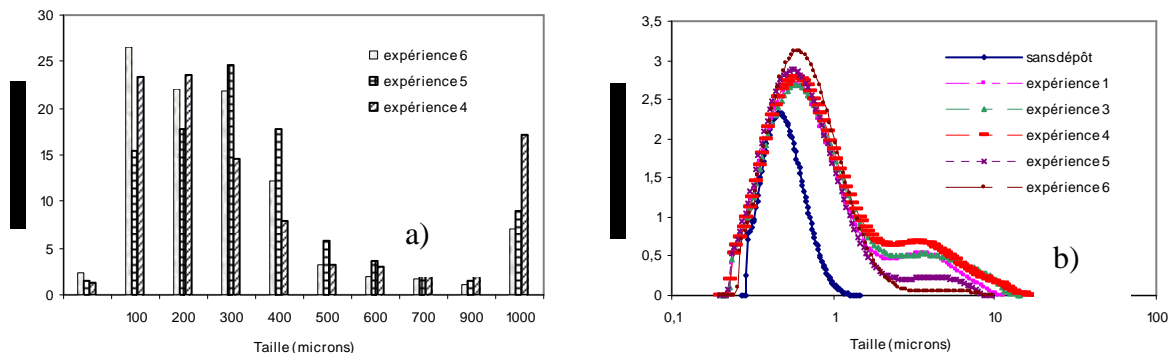 30
25
20
15
10
5
0
expérience 6
expérience 5
expérience 4
a)
100 200 300 400 500 600 700 900 1000
Taille (microns)
3,5
3
2,5
2
1,5
1
0,5
0
sans dépôt
expérience 1
expérience 3
expérience 4
expérience 5
expérience 6
b)
0,1 1 10 100
Taille (microns)